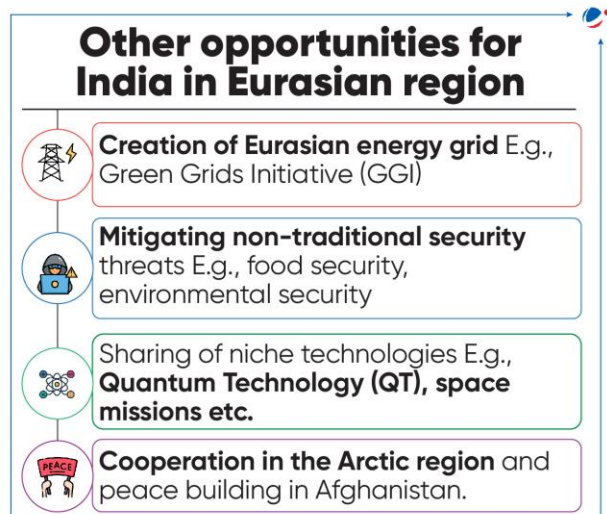 Other opportunities for
India in Eurasian region
Creation of Eurasian energy grid E.g.,
Green Grids Initiative (GGI)
Mitigating non-traditional security
threats E.g., food security,
environmental security
Sharing of niche technologies E.g.,
Quantum Technology (QT), space
missions etc.
PEACE
Cooperation in the Arctic region and
peace building in Afghanistan.